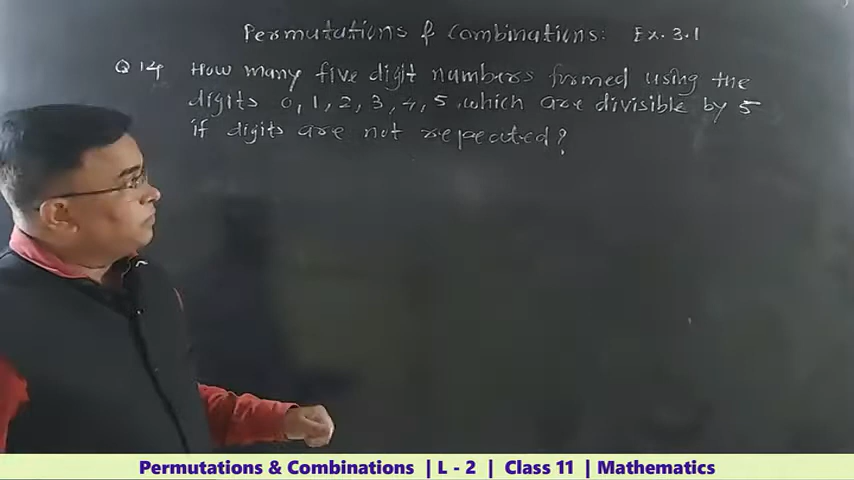 Permutations & Combinations: Ex. 3.1
Q 14 How many five digit numbers formed using the
digits 0, 1, 2, 3, 4, 5 which are divisible by 5
if digits are not repeated?
Permutations & Combinations | L - 2 | Class 11 | Mathematics